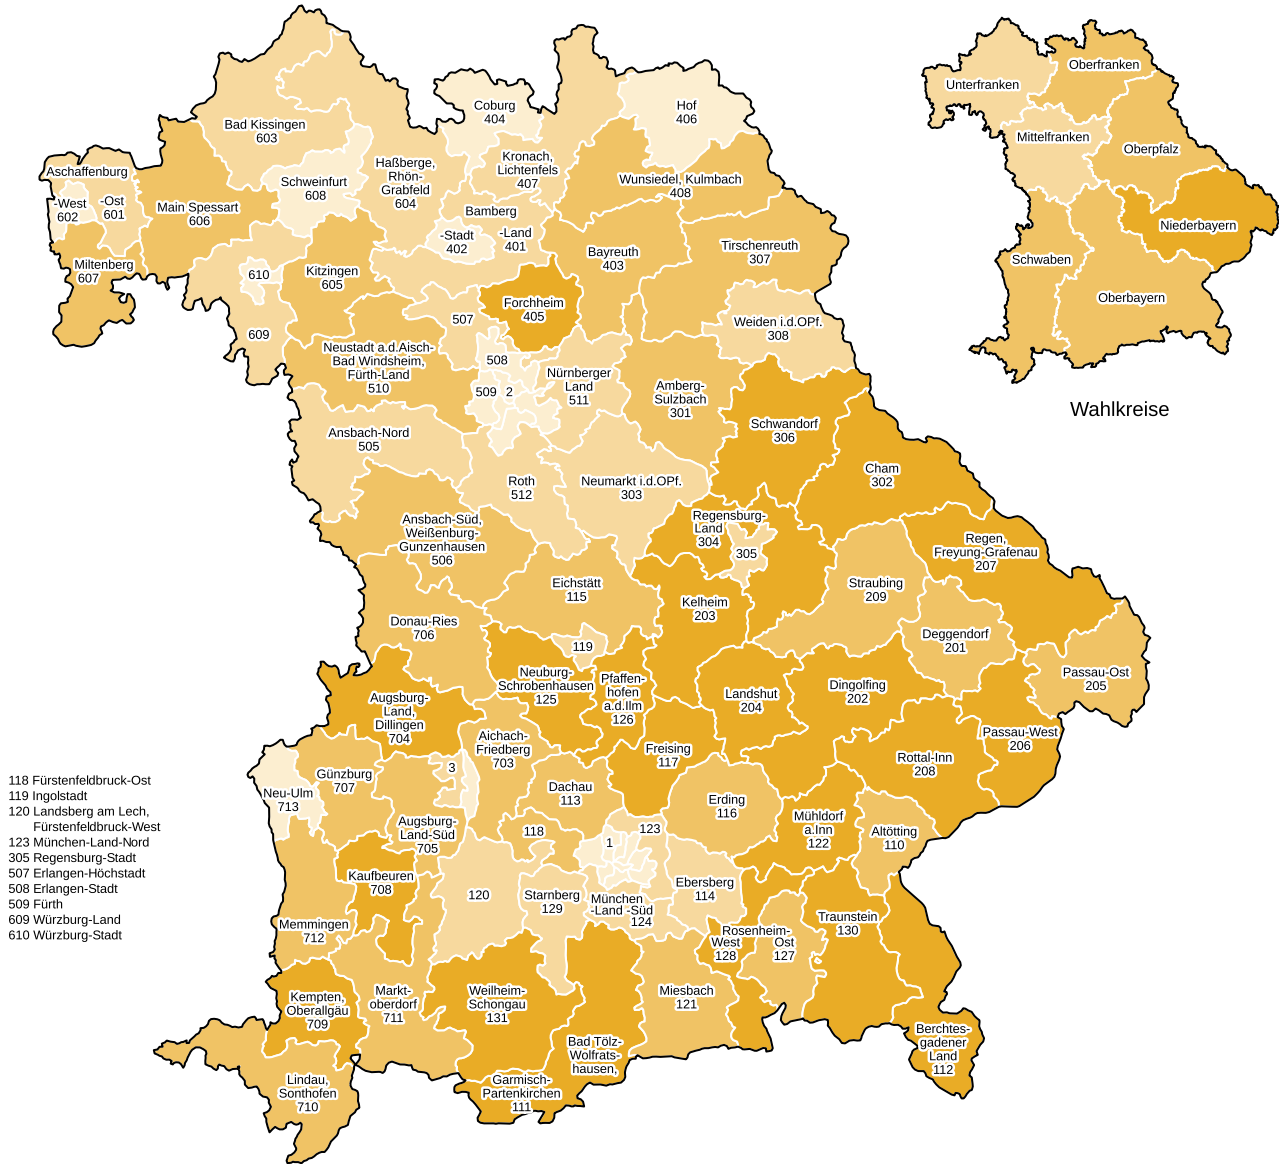 Coburg
404
Hof
406
Bad Kissingen
603
Haßberge,
Rhön-
Grabfeld
604
Kronach,
Lichtenfels
407
Wunsiedel, Kulmbach
408
Aschaffenburg
-West
602
-Ost
601
Schweinfurt
608
Main Spessart
606
Bamberg
-Stadt
402
-Land
401
Bayreuth
403
Tirschenreuth
307
Miltenberg
607
610
Kitzingen
605
Forchheim
405
507
609
Weiden i.d.OPf.
308
Neustadt a.d.Aisch-
Bad Windsheim,
Fürth-Land
510
508
509
2
Nürnberger
Land
511
Amberg-
Sulzbach
301
Ansbach-Nord
505
Schwandorf
306
Cham
302
Roth
512
Neumarkt i.d.OPf.
303
Ansbach-Süd,
Weißenburg-
Gunzenhausen
506
Regensburg-
Land
304
305
Regen,
Freyung-Grafenau
207
Eichstätt
115
Straubing
209
Kelheim
203
Donau-Ries
706
Deggendorf
201
119
Neuburg-
Schrobenhausen
125
Pfaffen-
hofen
a.d.Ilm
126
Landshut
204
Dingolfing
202
Passau-Ost
205
Augsburg-
Land,
Dillingen
704
Aichach-
Friedberg
703
Freising
117
Passau-West
206
Rottal-Inn
208
Günzburg
707
3
Neu-Ulm
713
Dachau
113
Erding
116
Mühldorf
a.Inn
122
Altötting
110
Augsburg-
Land-Süd
705
118
1
123
Kaufbeuren
708
120
Starnberg
129
München
-Land -Süd
124
Ebersberg
114
Memmingen
712
Rosenheim-
West
128
Ost
127
Traunstein
130
Kempten,
Oberallgäu
709
Markt-
oberdorf
711
Weilheim-
Schongau
131
Miesbach
121
Bad Tölz-
Wolfrats-
hausen,
Garmisch-
Partenkirchen
111
Berchtes-
gadener
Land
112
Lindau,
Sonthofen
710
118 Fürstenfeldbruck-Ost
119 Ingolstadt
120 Landsberg am Lech,
Fürstenfeldbruck-West
123 München-Land-Nord
305 Regensburg-Stadt
507 Erlangen-Höchstadt
508 Erlangen-Stadt
509 Fürth
609 Würzburg-Land
610 Würzburg-Stadt
Unterfranken
Oberfranken
Mittelfranken
Oberpfalz
Niederbayern
Schwaben
Oberbayern
Wahlkreise